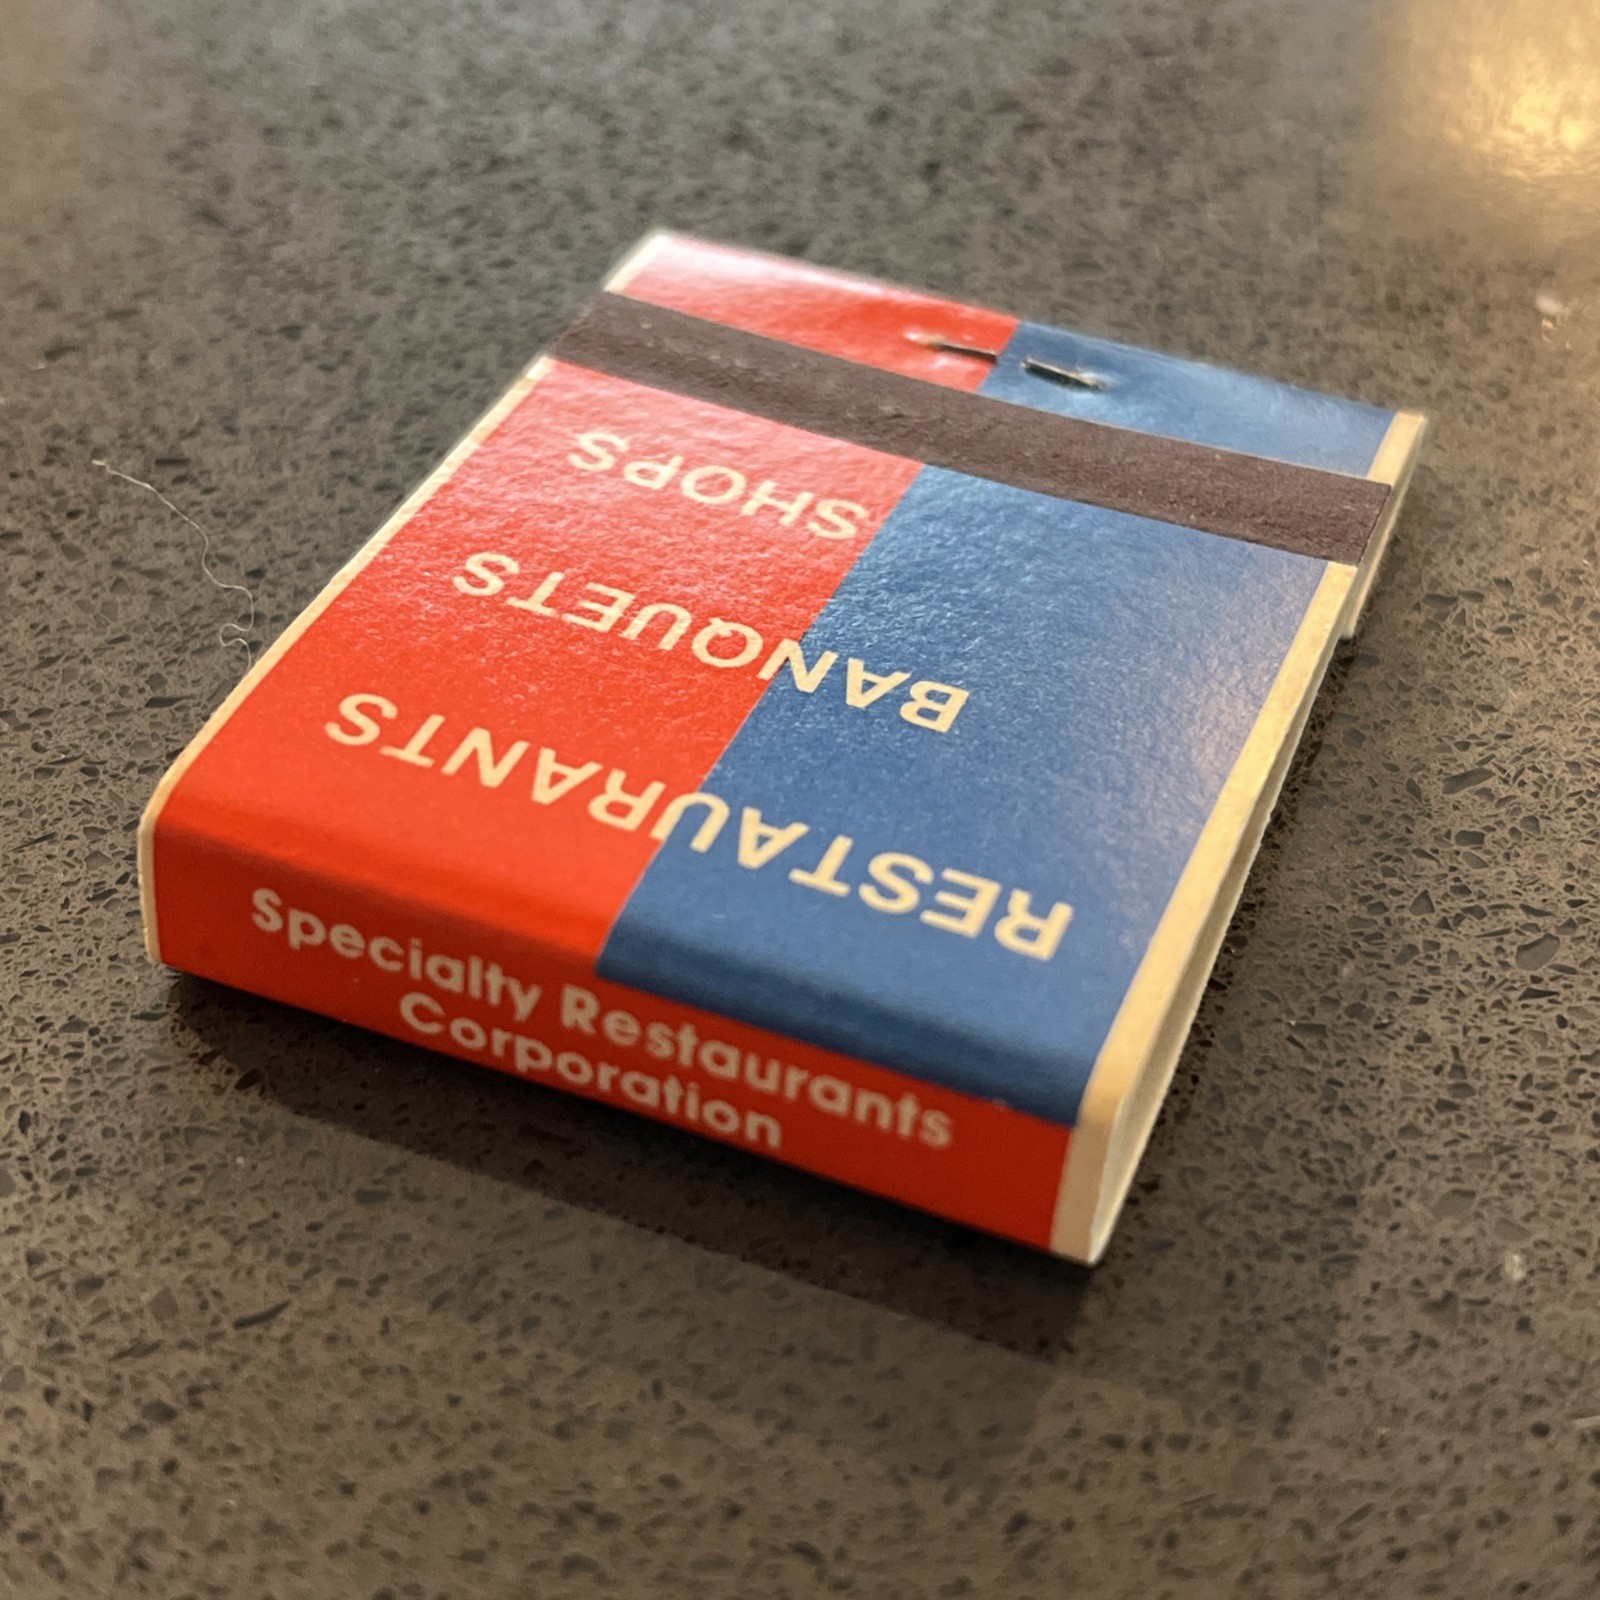 RESTAURANTS
BANQUETS
SHOPS
Specialty Restaurants
Corporation